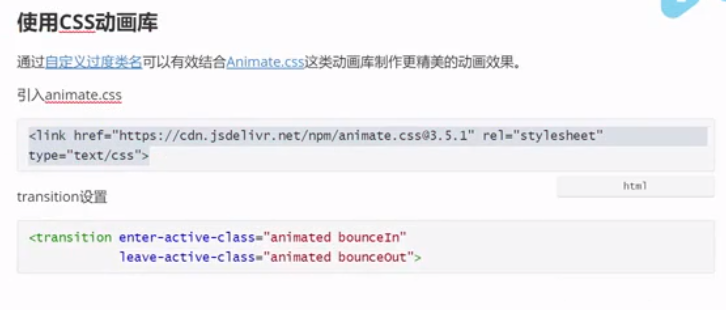 使用CSS动画库
通过自定义过度类名可以有效结合Animate.css这类动画库制作更精美的动画效果。
引入animate.css
<link href="https://cdn.jsdelivr.net/npm/animate.css@3.5.1" rel="stylesheet"
type="text/css">
html
transition设置
<transition enter-active-class="animated bounceIn"
leave-active-class="animated bounceOut">